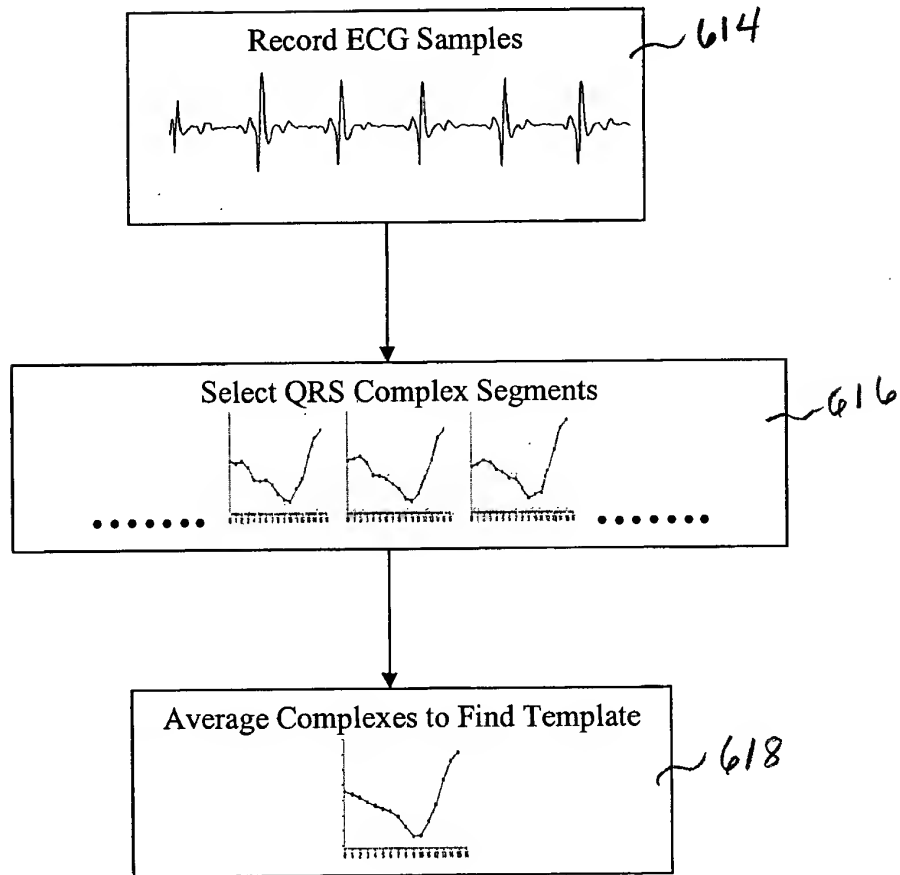 Record ECG Samples
614
Select QRS Complex Segments
616
Average Complexes to Find Template
618